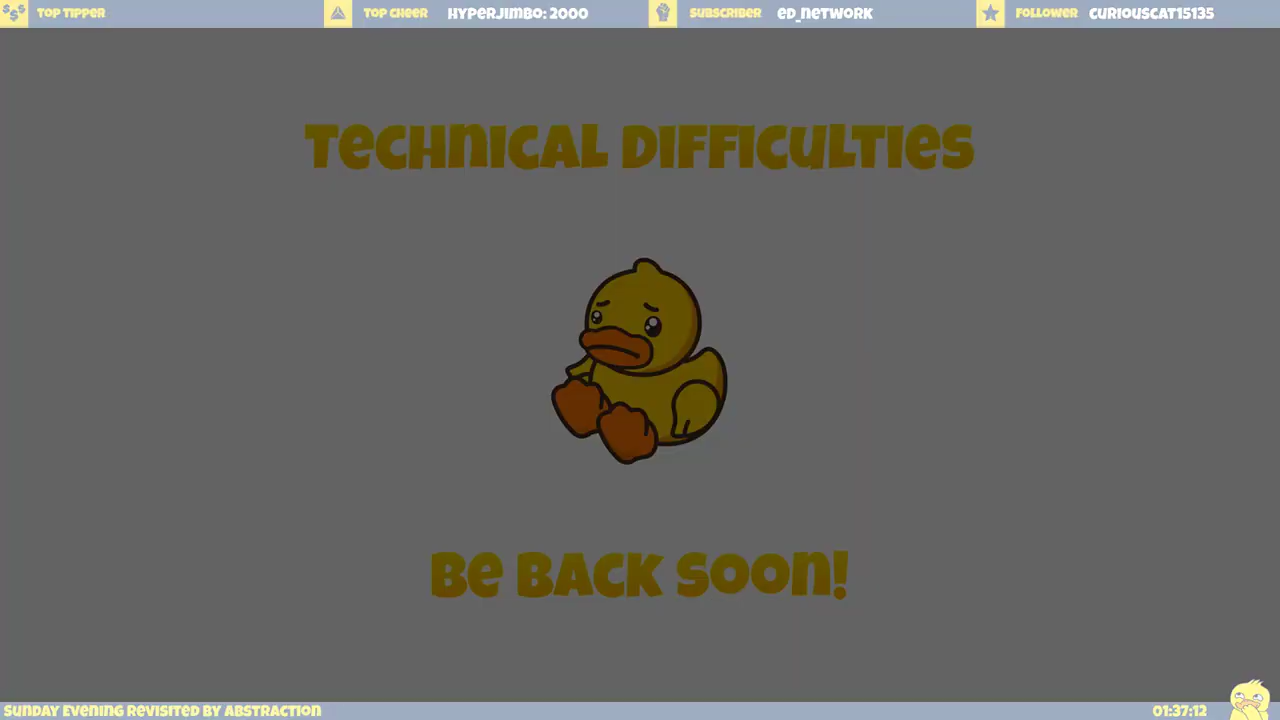 TOP TIPPER
TOP CHEER HYPERJIMBO: 2000
SUBSCRIBER ED_NETWORK
FOLLOWER CURIOUSCAT15135
TECHNICAL DIFFICULTIES
BE BACK SOON!
SUNDAY EVENING REVISITED BY ABSTRACTION
01:37:12